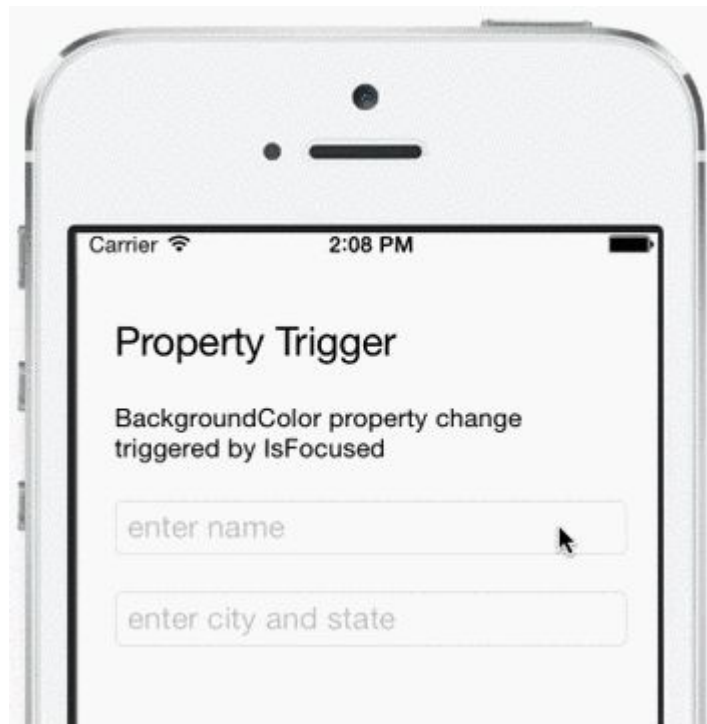 Carrier 2:08 PM
Property Trigger
BackgroundColor property change
triggered by IsFocused
enter name
enter city and state